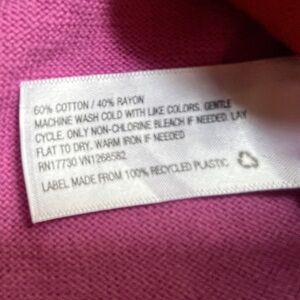 60% COTTON / 40% RAYON
MACHINE WASH COLD WITH LIKE COLORS. GENTLE
CYCLE. ONLY NON-CHLORINE BLEACH IF NEEDED. LAY
FLAT TO DRY. WARM IRON IF NEEDED
RN17730 VN1268582
LABEL MADE FROM 100% RECYCLED PLASTIC